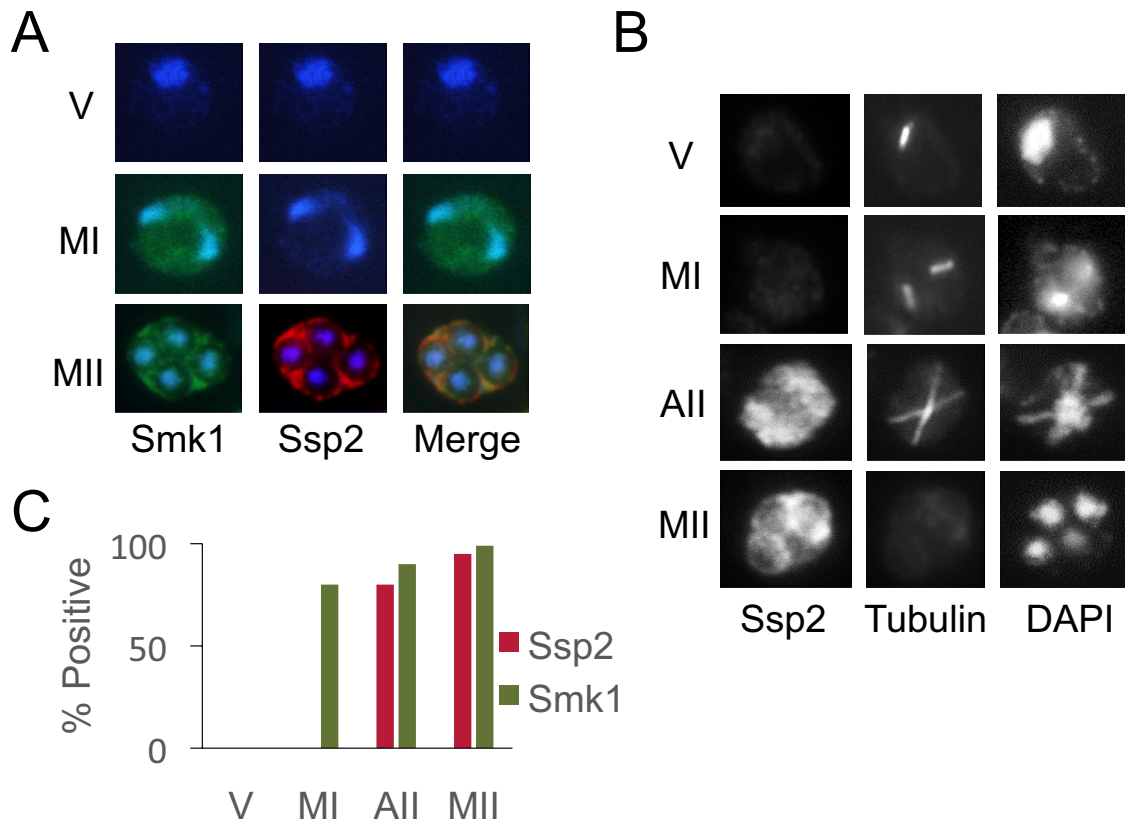 A
V
MI
MII
Smk1 Ssp2 Merge
B
V
MI
AII
MII
Ssp2 Tubulin DAPI
C
% Positive
100
50
0
V MI AII MII
Ssp2
Smk1